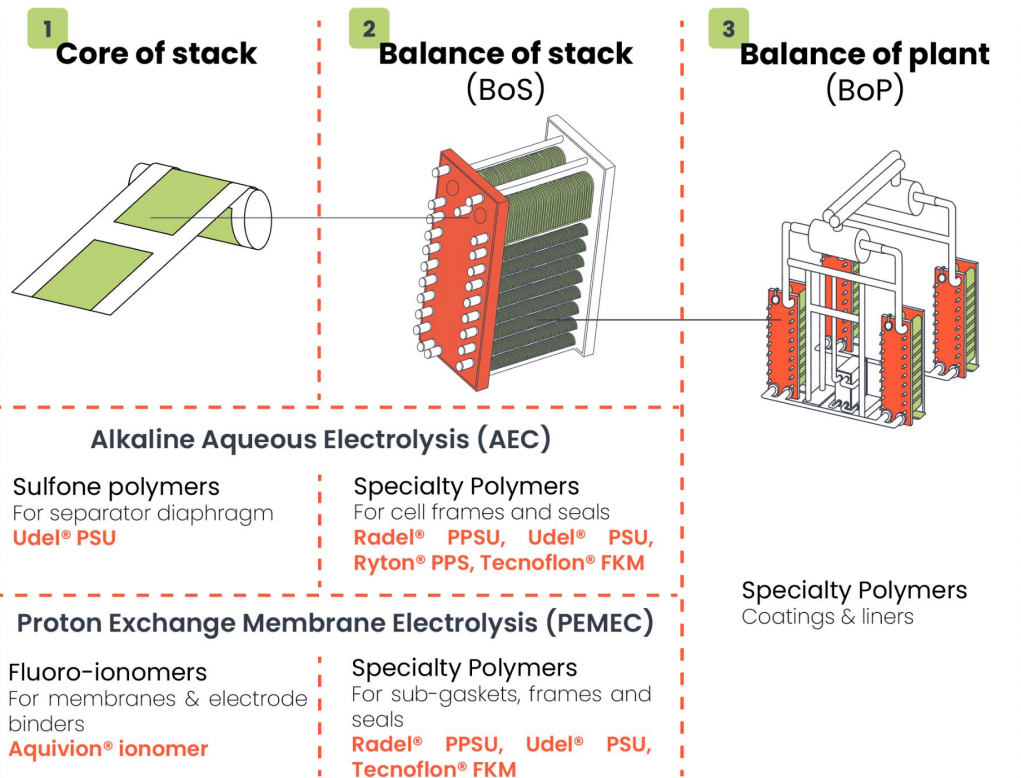 1
Core of stack
2
Balance of stack
(BoS)
3
Balance of plant
(BoP)
Alkaline Aqueous Electrolysis (AEC)
Sulfone polymers
For separator diaphragm
Udel® PSU
Specialty Polymers
For cell frames and seals
Radel® PPSU, Udel® PSU,
Ryton® PPS, Tecnoflon® FKM
Proton Exchange Membrane Electrolysis (PEMEC)
Fluoro-ionomers
For membranes & electrode
binders
Aquivion® ionomer
Specialty Polymers
For sub-gaskets, frames and
seals
Radel® PPSU, Udel® PSU,
Tecnoflon® FKM
Specialty Polymers
Coatings & liners